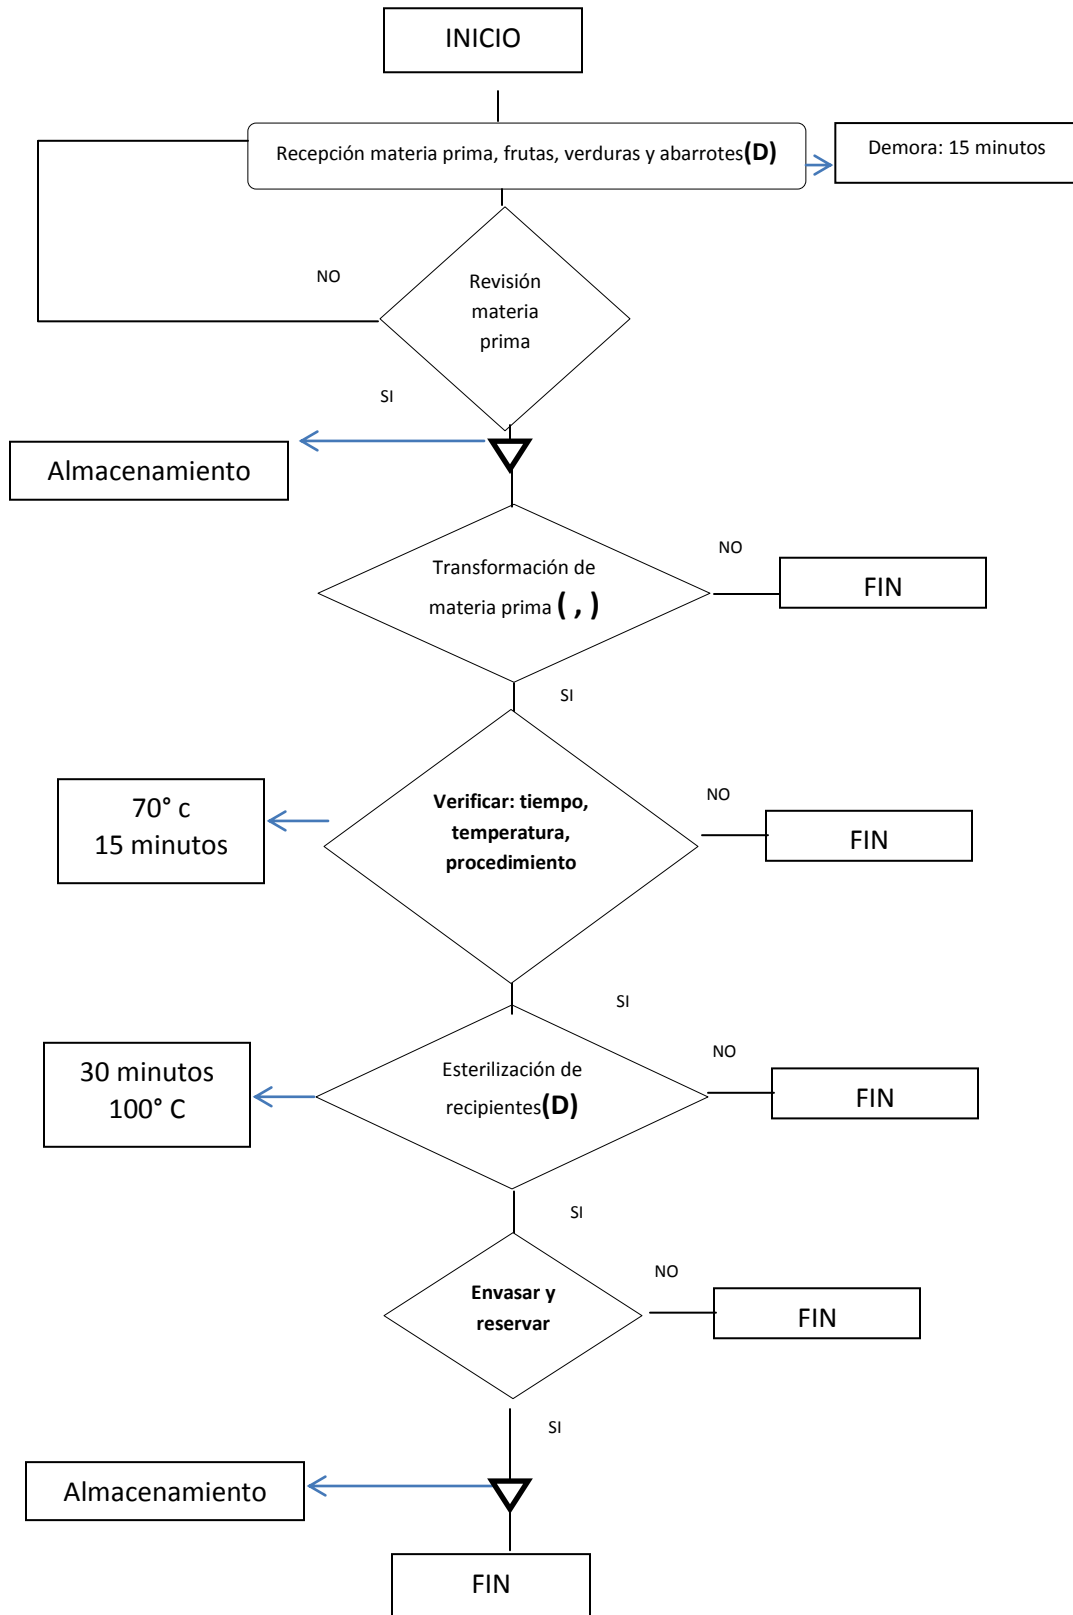 INICIO
Recepción materia prima, frutas, verduras y abarrotes(D)
Demora: 15 minutos
NO
Revisión
materia
prima
SI
Almacenamiento
Transformación de
materia prima ( , )
NO
FIN
SI
70° c
15 minutos
Verificar: tiempo,
temperatura,
procedimiento
NO
FIN
SI
30 minutos
100° C
Esterilización de
recipientes(D)
NO
FIN
SI
Envasar y
reservar
NO
FIN
SI
Almacenamiento
FIN